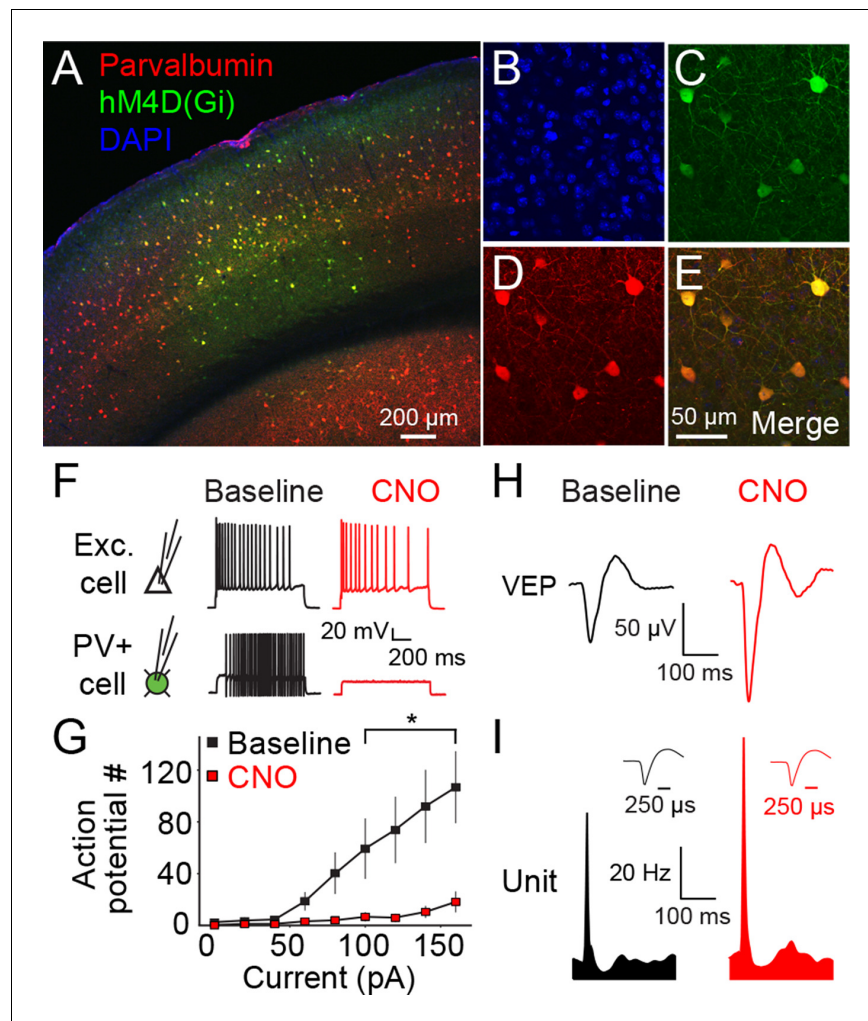 A
Parvalbumin
hM4D(Gi)
DAPI
200 µm
B
C
D
E
50 µm
Merge
F
Baseline
CNO
Exc.
cell
PV+
cell
20 mV
200 ms
G
*
Baseline
CNO
Action
potential #
120
80
40
0
0
50
100
150
Current (pA)
H
Baseline
CNO
VEP
50 µV
100 ms
I
250 µs
250 µs
Unit
20 Hz
100 ms